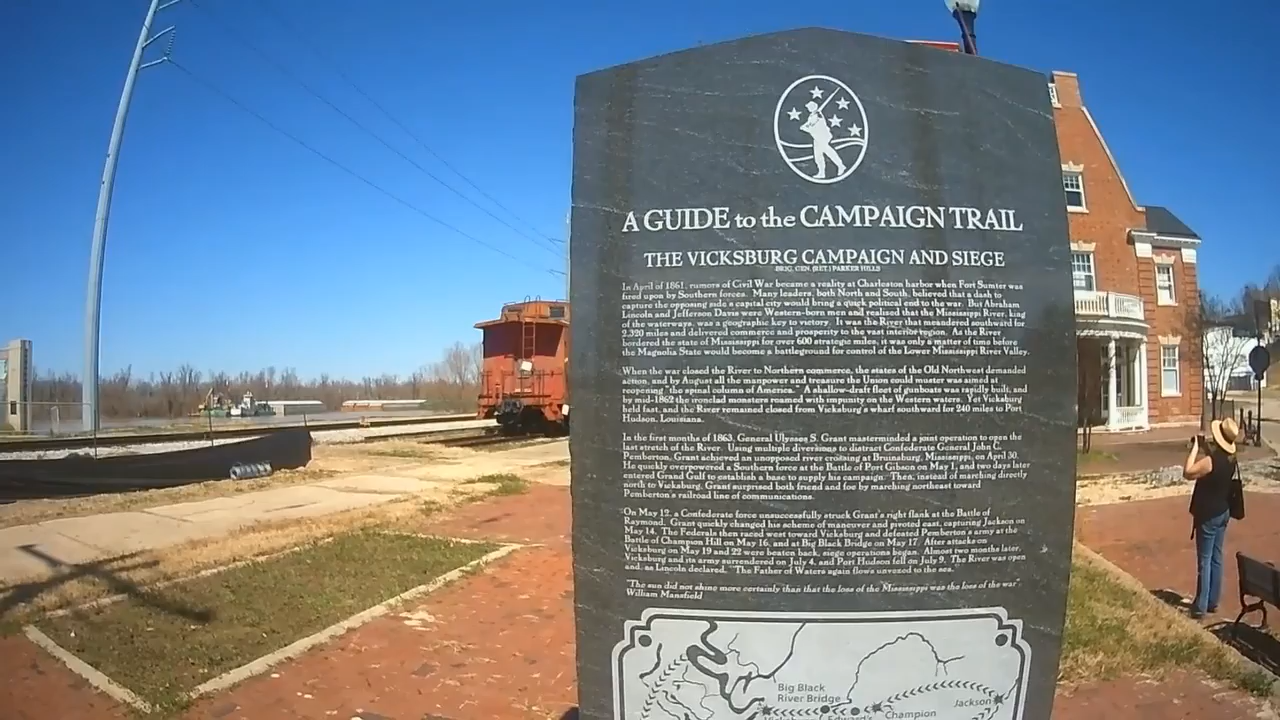 A GUIDE to the CAMPAIGN TRAIL
THE VICKSBURG CAMPAIGN AND SIEGE
BRIG. GEN. (RET.) PARKER HILLS
In April of 1861, rumors of Civil War became a reality at Charleston harbor when Fort Sumter was
fired upon by Southern forces. Many leaders, both North and South, believed that a dash to
capture the opposing side's capital city would bring a quick political end to the war. But Abraham
Lincoln and Jefferson Davis were Western-born men and realised that the Mississippi River, king
of the waterways, was a geographic key to victory. It was the River that meandered southward for
2,320 miles and delivered commerce and prosperity to the vast interior region. As the River
bordered the state of Mississippi for over 600 strategic miles, it was only a matter of time before
the Magnolia State would become a battleground for control of the Lower Mississippi River Valley.
When the war closed the River to Northern commerce, the states of the Old Northwest demanded
action, and by August all the manpower and treasure the Union could muster was aimed at
reopening "the spinal column of America." A shallow-draft fleet of gunboats was rapidly built, and
by mid-1862 the ironclad monsters roamed with impunity on the Western waters. Yet Vicksburg
held fast, and the River remained closed from Vicksburg's wharf southward for 240 miles to Port
Hudson, Louisiana.
In the first months of 1863, General Ulysses S. Grant masterminded a joint operation to open the
last stretch of the River. Using multiple diversions to distract Confederate General John C.
Pemberton, Grant achieved an unopposed river crossing at Bruinsburg, Mississippi, on April 30.
He quickly overpowered a Southern force at the Battle of Port Gibson on May 1, and two days later
entered Grand Gulf to establish a base to supply his campaign. Then, instead of marching directly
north to Vicksburg, Grant surprised both friend and foe by marching northeast toward
Pemberton's railroad line of communications.
On May 12, a Confederate force unsuccessfully struck Grant's right flank at the Battle of
Raymond. Grant quickly changed his scheme of maneuver and pivoted east, capturing Jackson on
May 14. The Federals then raced west toward Vicksburg and defeated Pemberton's army at the
Battle of Champion Hill on May 16, and at Big Black Bridge on May 17. After attacks on
Vicksburg on May 19 and 22 were beaten back, siege operations began. Almost two months later,
Vicksburg and its army surrendered on July 4, and Port Hudson fell on July 9. The River was open
and, as Lincoln declared, "The Father of Waters again flows unvexed to the sea."
"The sun did not shine more certainly than that the loss of the Mississippi was the loss of the war"
William Mansfield
Big Black
River Bridge
Jackson
Champion
Edward's